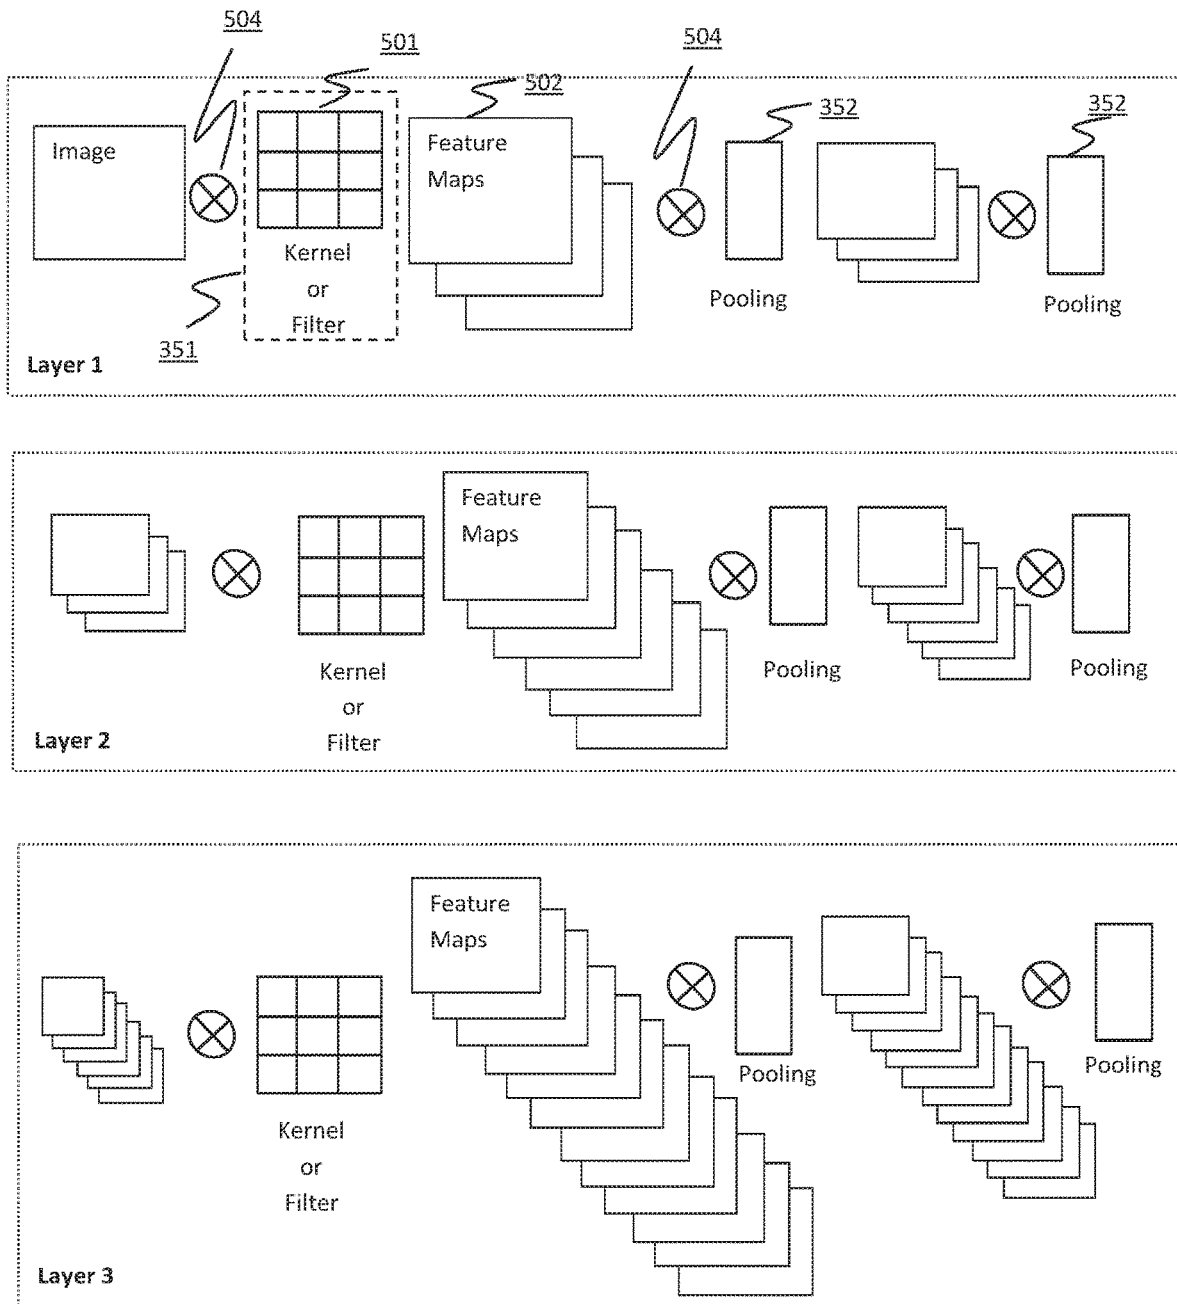 504
501
504
502
352
352
Image
Feature
Maps
Kernel
or
Filter
Pooling
Pooling
351
Layer 1
Feature
Maps
Kernel
or
Filter
Pooling
Pooling
Layer 2
Feature
Maps
Pooling
Pooling
Kernel
or
Filter
Layer 3